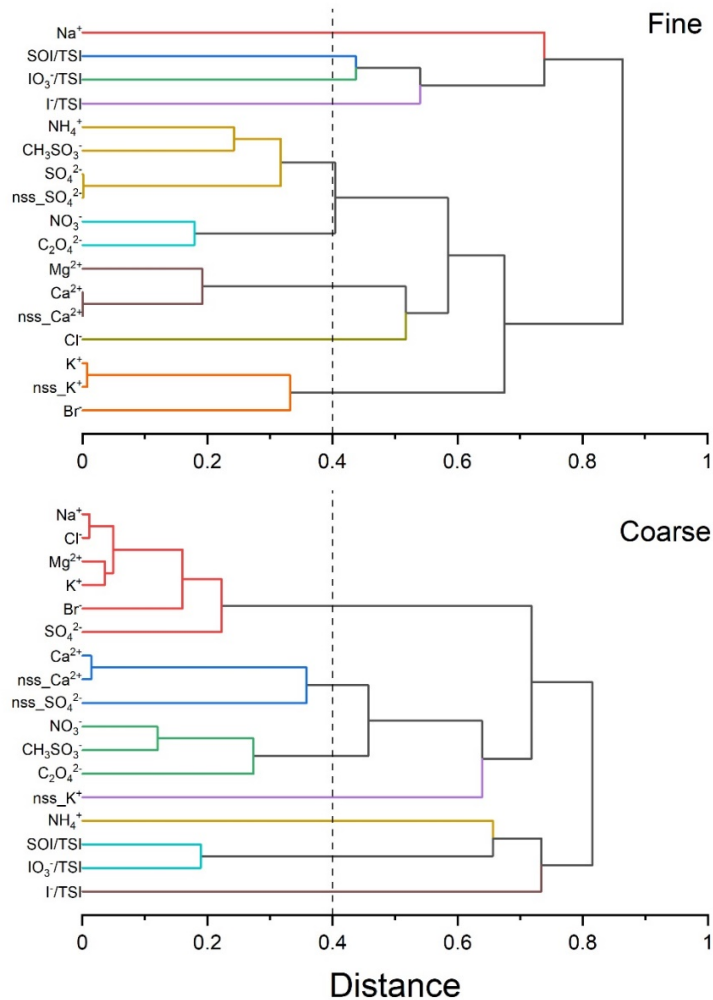 Fine
Na⁺
SOI/TSI
IO₃⁻/TSI
I⁻/TSI
NH₄⁺
CH₃SO₃⁻
SO₄²⁻
nss_SO₄²⁻
NO₃⁻
C₂O₄²⁻
Mg²⁺
Ca²⁺
nss_Ca²⁺
Cl⁻
K⁺
nss_K⁺
Br⁻
0 0.2 0.4 0.6 0.8 1
Coarse
Na⁺
Cl⁻
Mg²⁺
K⁺
Br⁻
SO₄²⁻
Ca²⁺
nss_Ca²⁺
nss_SO₄²⁻
NO₃⁻
CH₃SO₃⁻
C₂O₄²⁻
nss_K⁺
NH₄⁺
SOI/TSI
IO₃⁻/TSI
I⁻/TSI
0 0.2 0.4 0.6 0.8 1
Distance